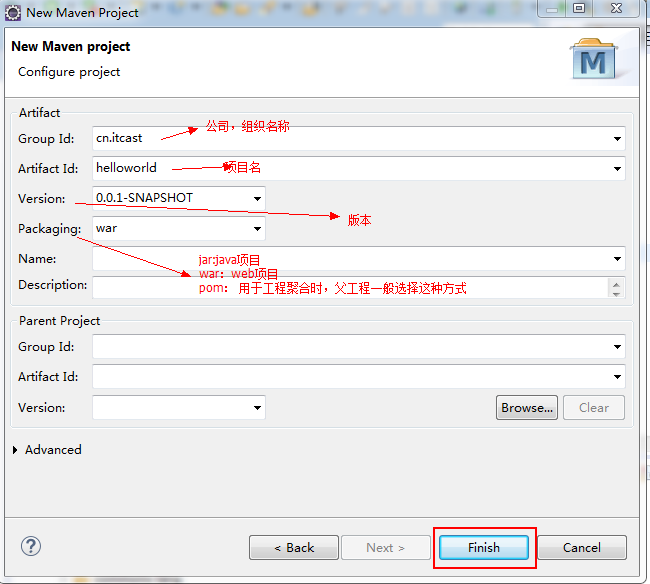 New Maven Project
New Maven project
Configure project
M
Artifact
Group Id: cn.itcast 公司，组织名称
Artifact Id: helloworld 项目名
Version: 0.0.1-SNAPSHOT 版本
Packaging: war
Name: jar:java项目
war：web项目
Description: pom： 用于工程聚合时，父工程一般选择这种方式
Parent Project
Group Id:
Artifact Id:
Version: Browse... Clear
Advanced
? < Back Next > Finish Cancel